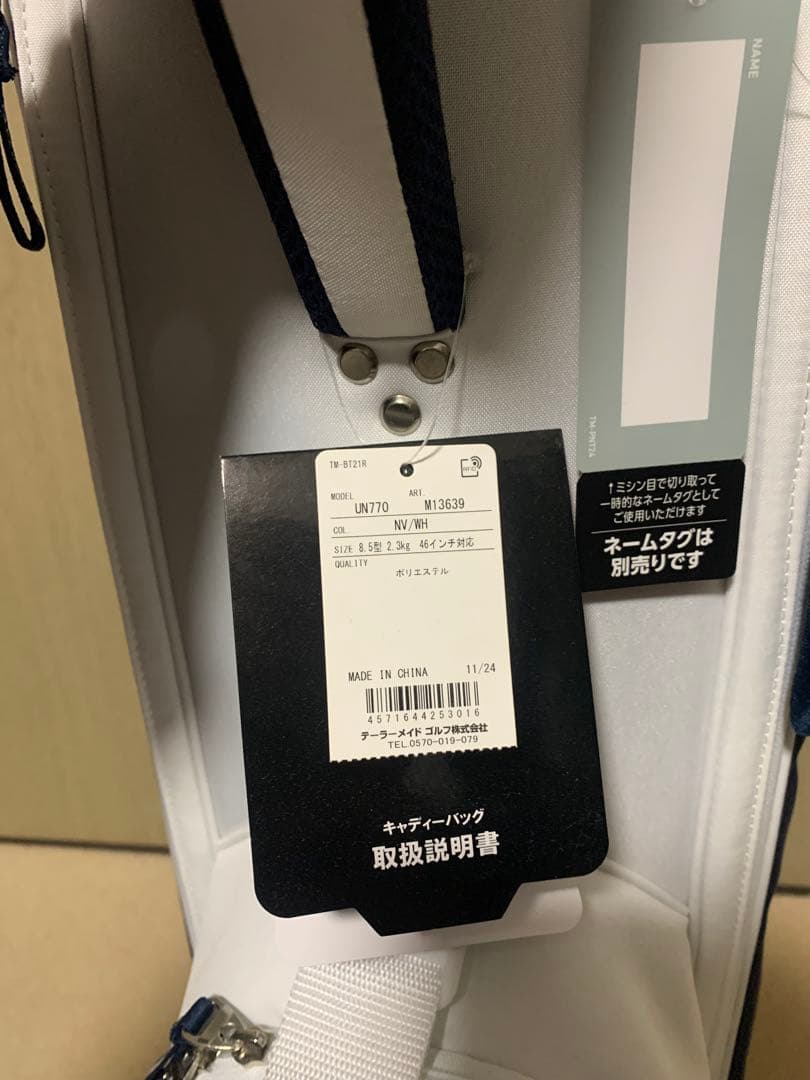 NAME
TM-PNT24
↑ミシン目で切り取って
一時的なネームタグとして
ご使用いただけます
ネームタグは
別売りです
TM-BT21R
RFID
MODEL UN770 ART. M13639
COL NV/WH
SIZE 8.5型 2.3kg 46インチ対応
QUALITY
ポリエステル
MADE IN CHINA 11/24
4571644253016
テーラーメイド ゴルフ株式会社
TEL.0570-019-079
キャディーバッグ
取扱説明書